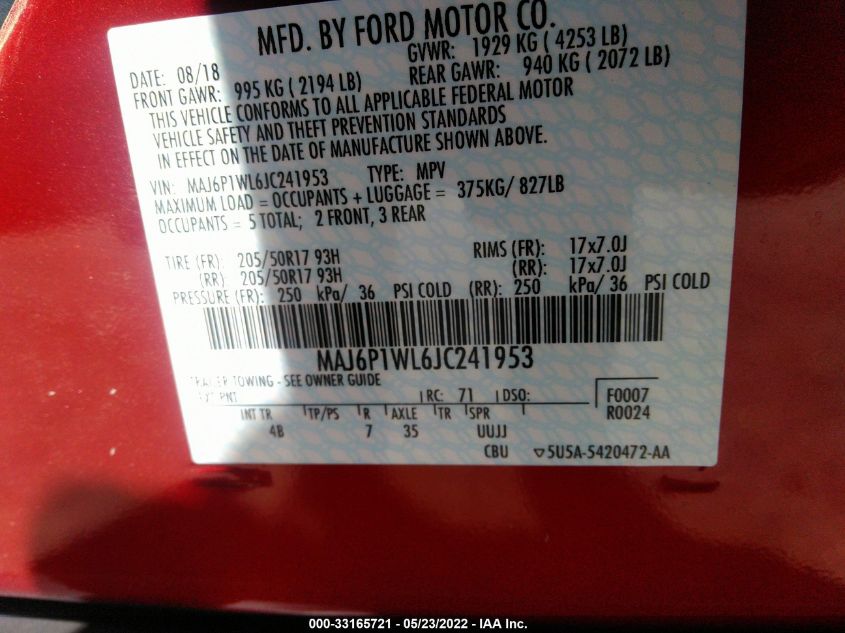 MFD. BY FORD MOTOR CO.
DATE: 08/18 GVWR: 1929 KG ( 4253 LB)
FRONT GAWR: 995 KG ( 2194 LB) REAR GAWR: 940 KG ( 2072 LB)
THIS VEHICLE CONFORMS TO ALL APPLICABLE FEDERAL MOTOR
VEHICLE SAFETY AND THEFT PREVENTION STANDARDS
IN EFFECT ON THE DATE OF MANUFACTURE SHOWN ABOVE.
VIN: MAJ6P1WL6JC241953 TYPE: MPV
MAXIMUM LOAD = OCCUPANTS + LUGGAGE = 375KG/ 827LB
OCCUPANTS = 5 TOTAL; 2 FRONT, 3 REAR
TIRE (FR): 205/50R17 93H RIMS (FR): 17x7.0J
(RR): 205/50R17 93H (RR): 17x7.0J
PRESSURE (FR): 250 kPa/ 36 PSI COLD (RR): 250 kPa/ 36 PSI COLD
MAJ6P1WL6JC241953
TRAILER TOWING - SEE OWNER GUIDE
EXT PNT RC: 71 DSO: F0007
INT TR TP/PS R AXLE TR SPR R0024
4B 7 35 UUJJ
CBU 5U5A-5420472-AA
000-33165721 - 05/23/2022 - IAA Inc.